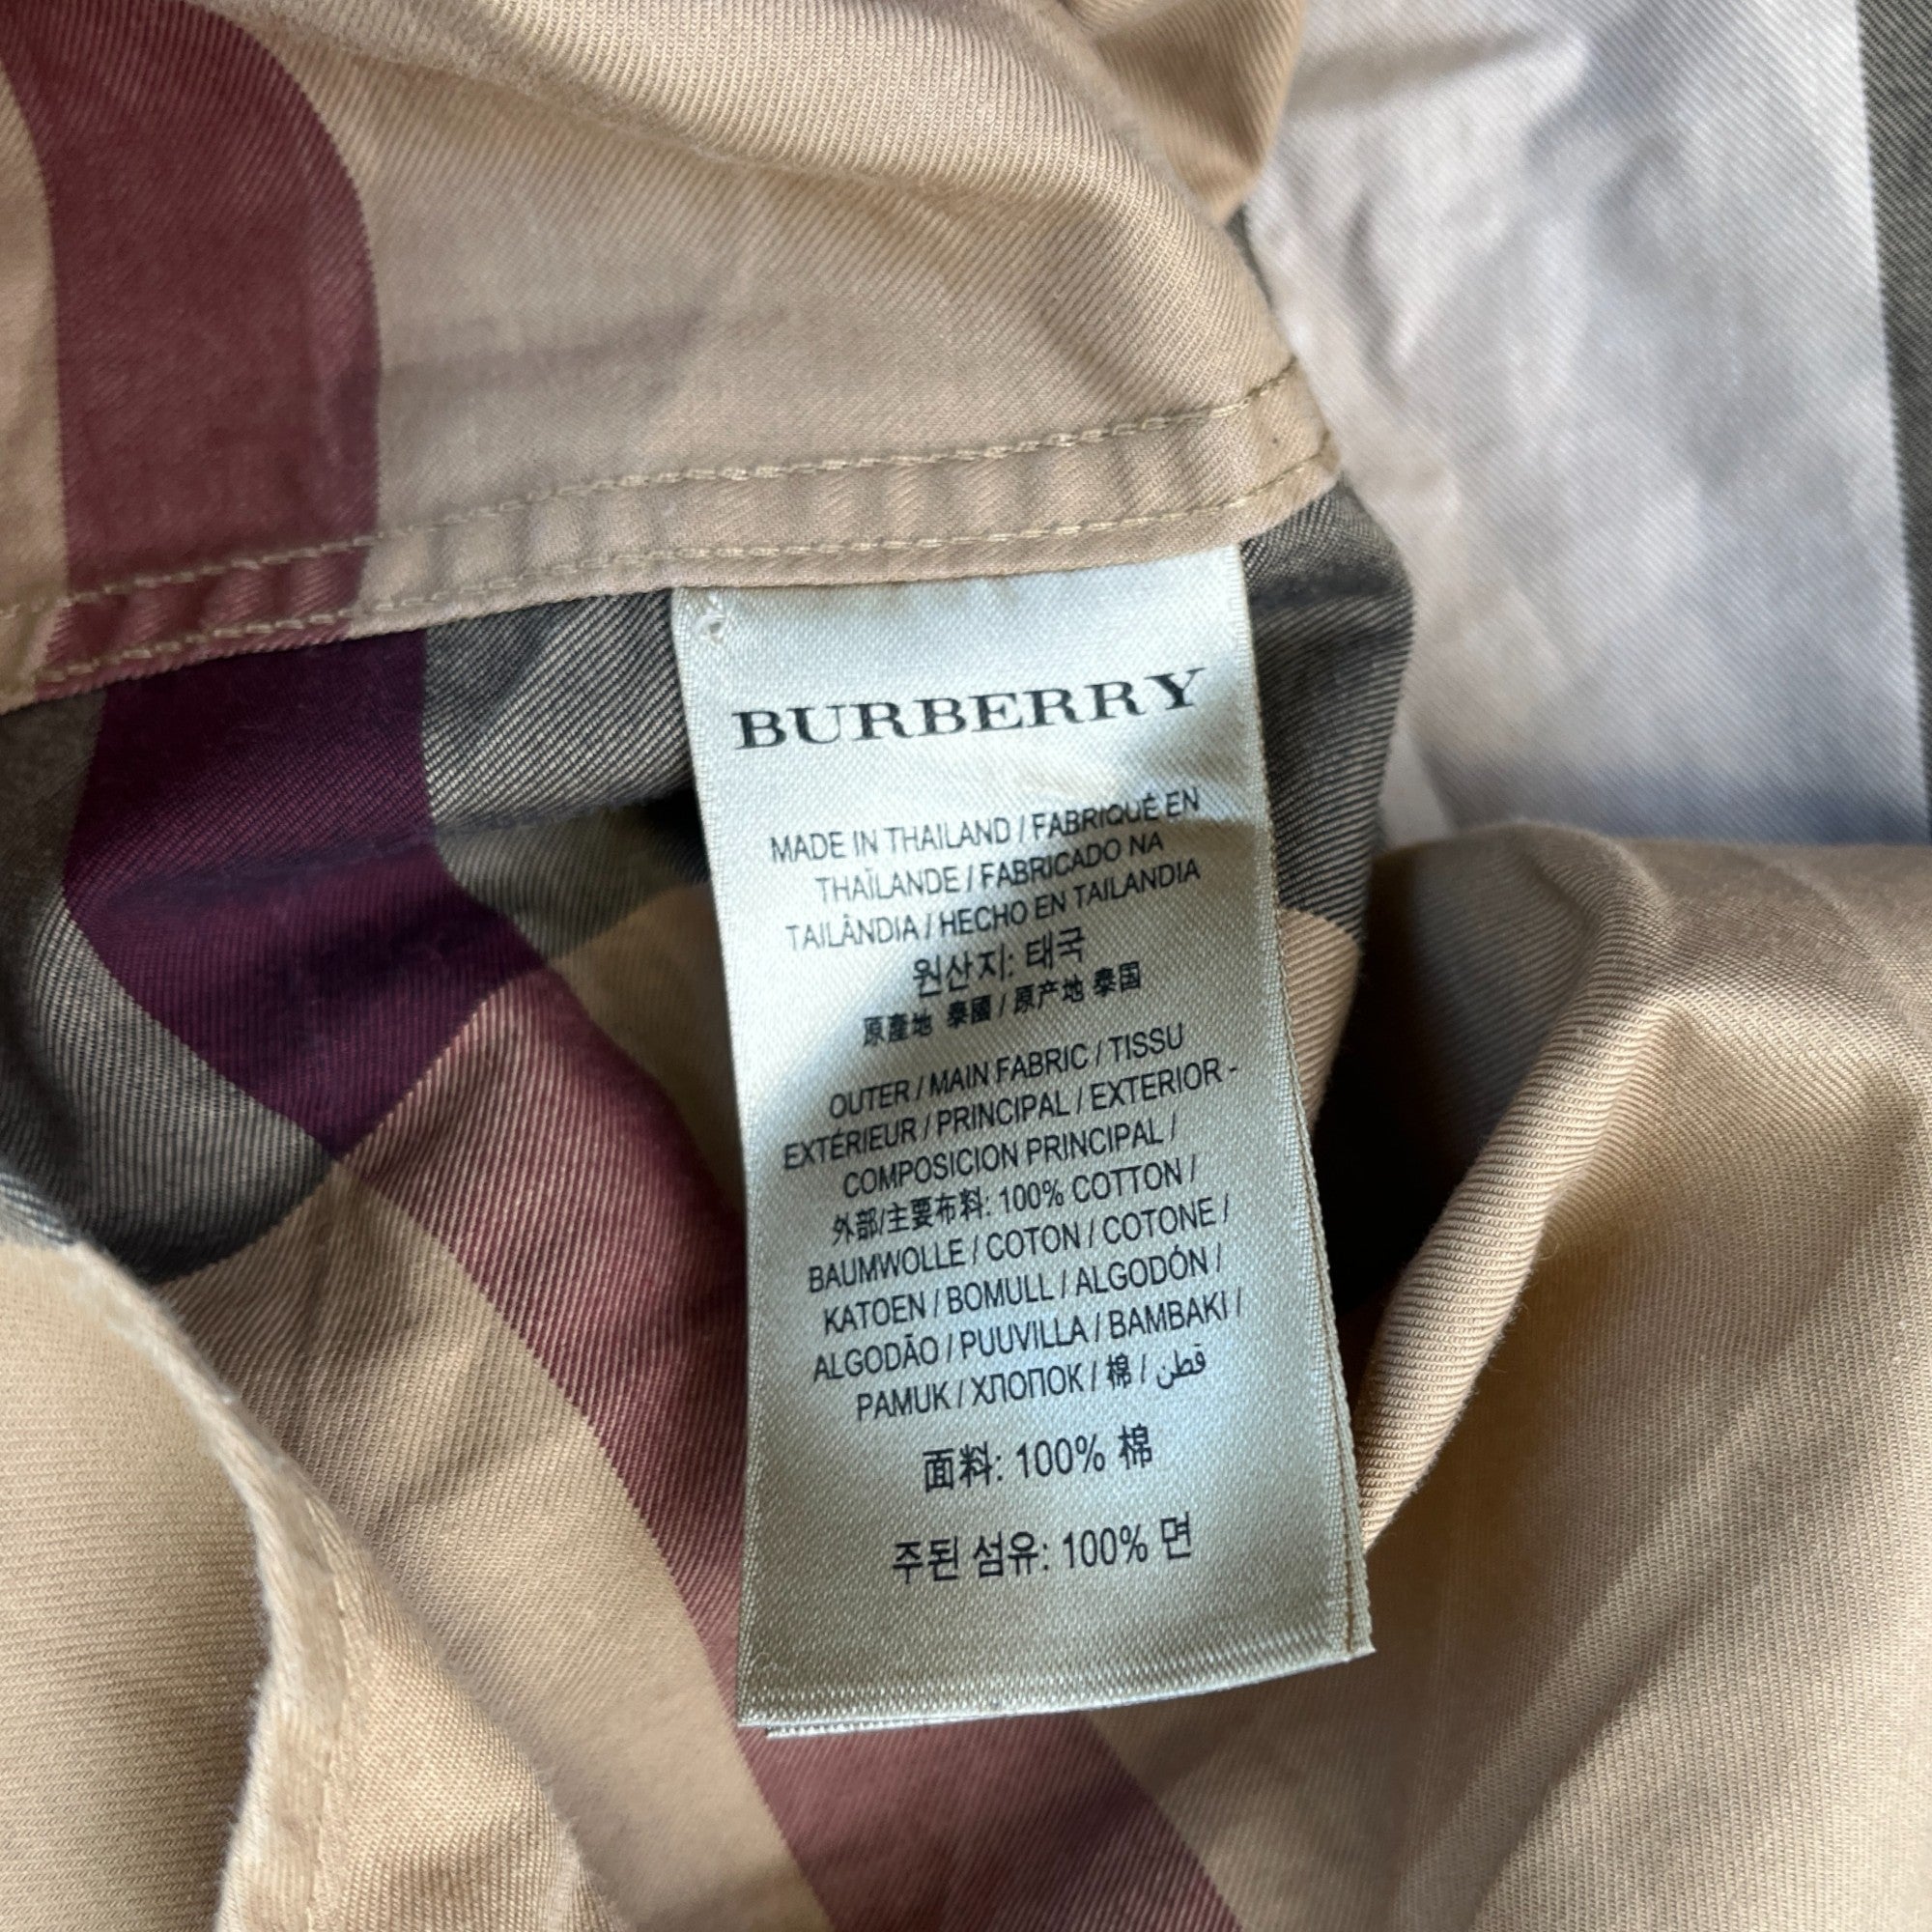 BURBERRY
MADE IN THAILAND / FABRIQUÉ EN
THAÏLANDE / FABRICADO NA
TAILÂNDIA / HECHO EN TAILANDIA
원산지: 태국
原產地 泰國 / 原产地 泰国
OUTER / MAIN FABRIC / TISSU
EXTÉRIEUR / PRINCIPAL / EXTERIOR -
COMPOSICION PRINCIPAL /
外部/主要布料: 100% COTTON /
BAUMWOLLE / COTON / COTONE /
KATOEN / BOMULL / ALGODÓN /
ALGODÃO / PUUVILLA / BAMBAKI /
PAMUK / ХЛОПОК / 棉 / قطن
面料: 100% 棉
주된 섬유: 100% 면